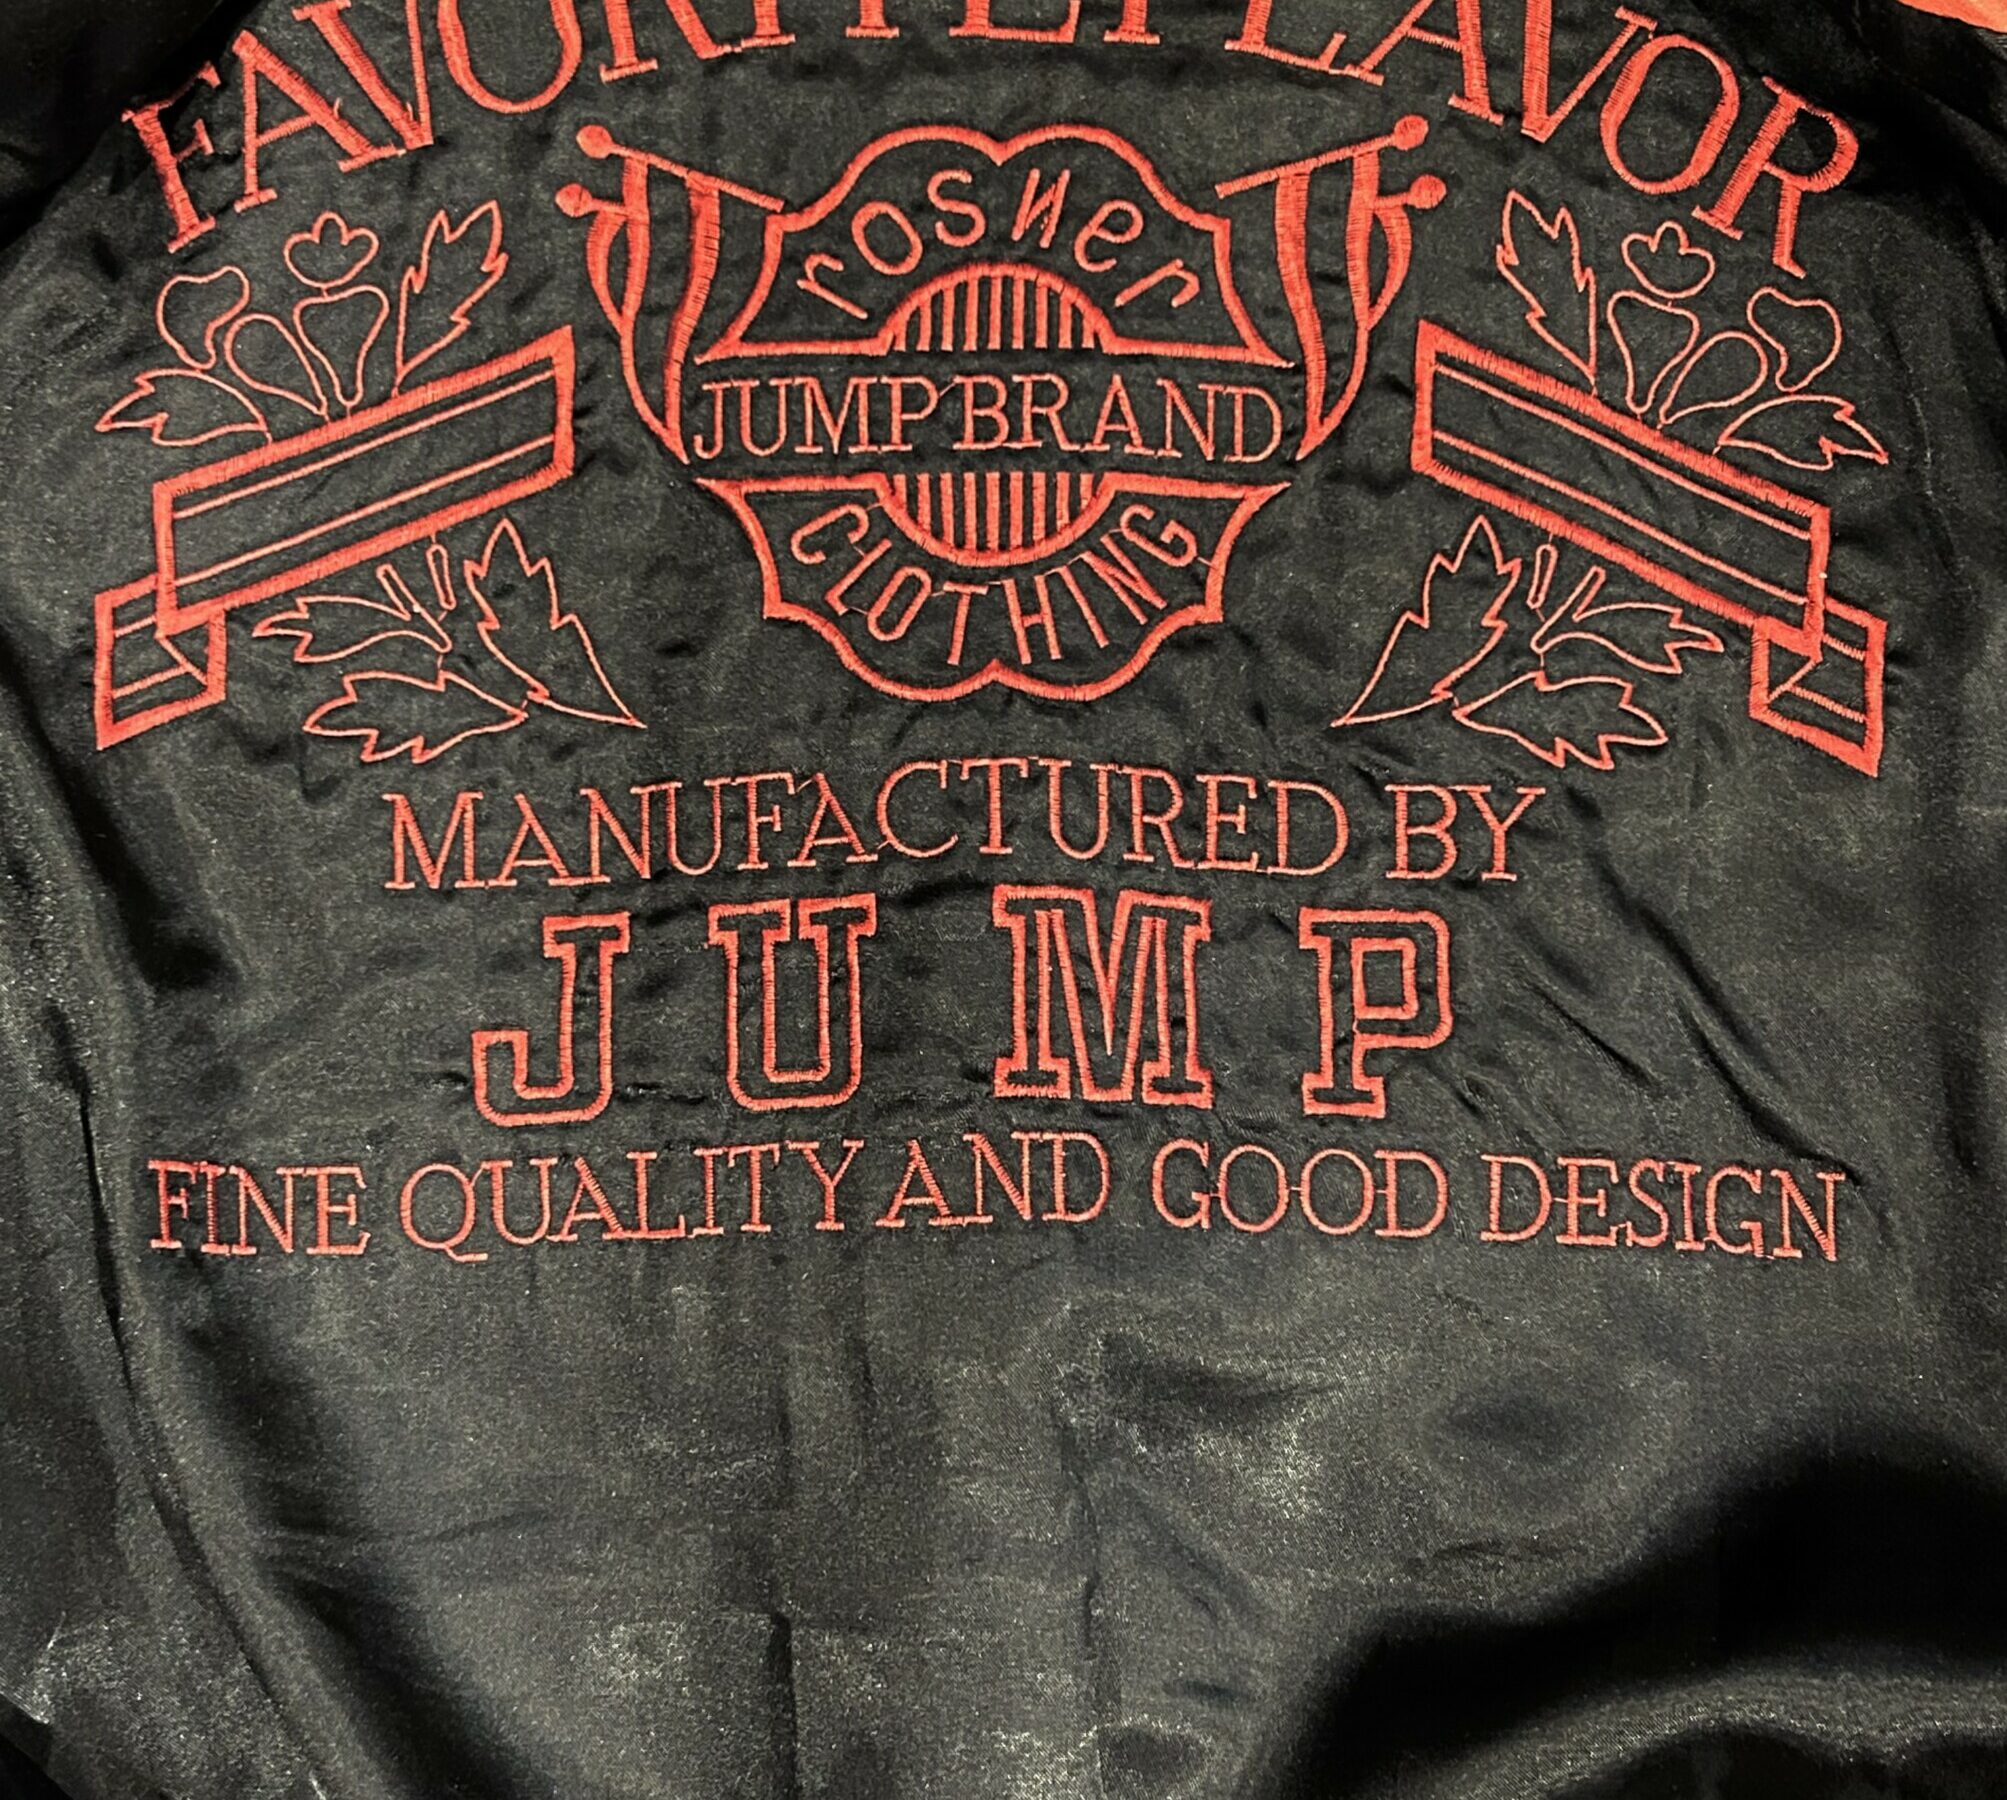 FAVORITE FLAVOR
rosner
JUMP BRAND
CLOTHING
MANUFACTURED BY
JUMP
FINE QUALITY AND GOOD DESIGN